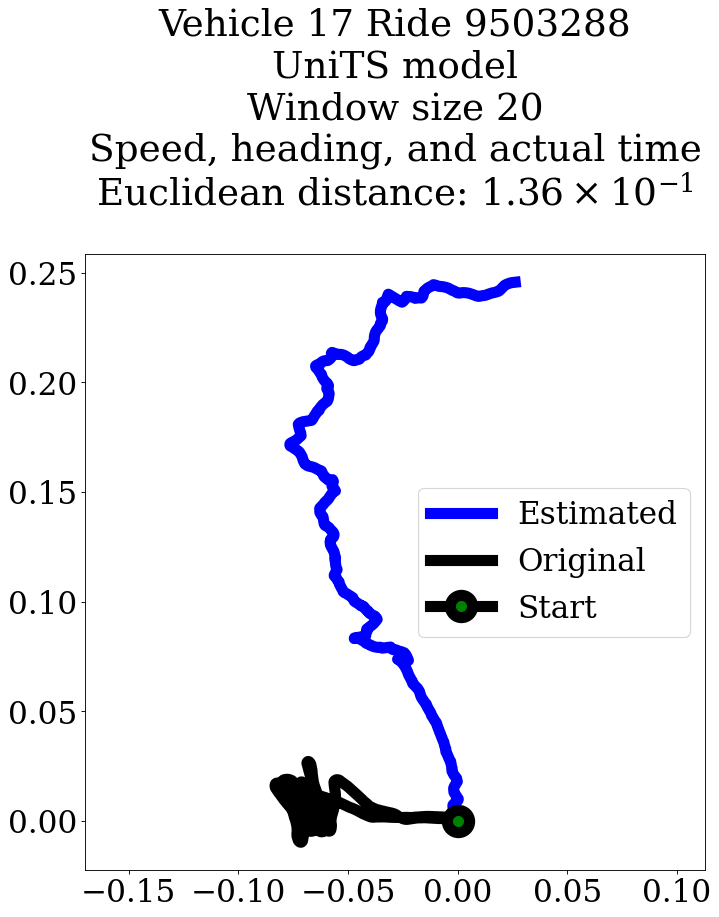 Vehicle 17 Ride 9503288
UniTS model
Window size 20
Speed, heading, and actual time
Euclidean distance: 1.36 × 10⁻¹
0.25
0.20
0.15
0.10
0.05
0.00
Estimated
Original
Start
−0.15
−0.10
−0.05
0.00
0.05
0.10